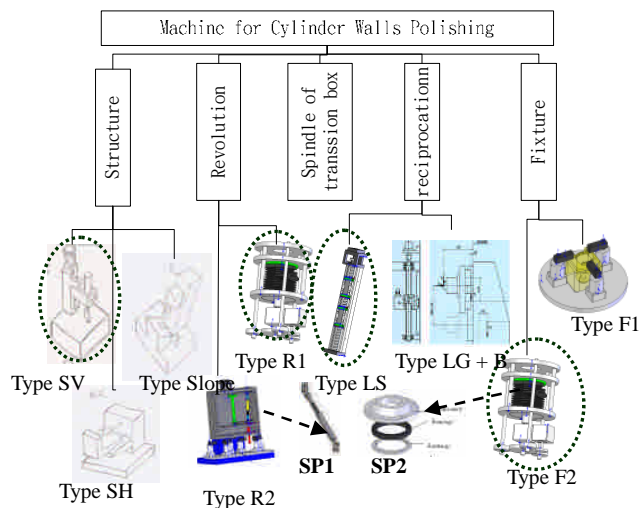 Machine for Cylinder Walls Polishing
Structure
Revolution
Spindle of
transsion box
reciprocationn
Fixture
Type SV
Type Slope
Type R1
Type LS
Type LG + B
Type F1
Type SH
Type R2
SP1
SP2
Type F2